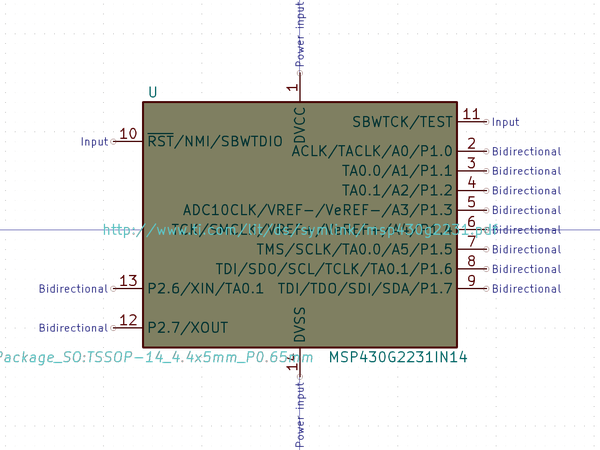 Power input
1
U
DVCC
SBWTCK/TEST 11 Input
Input 10 RST/NMI/SBWTDIO
ACLK/TACLK/A0/P1.0 2 Bidirectional
TA0.0/A1/P1.1 3 Bidirectional
TA0.1/A2/P1.2 4 Bidirectional
ADC10CLK/VREF-/VeREF-/A3/P1.3 5 Bidirectional
6 Bidirectional
TMS/SCLK/TA0.0/A5/P1.5 7 Bidirectional
TDI/SDO/SCL/TCLK/TA0.1/P1.6 8 Bidirectional
Bidirectional 13 P2.6/XIN/TA0.1 TDI/TDO/SDI/SDA/P1.7 9 Bidirectional
Bidirectional 12 P2.7/XOUT
DVSS
Package_SO:TSSOP-14_4.4x5mm_P0.65mm MSP430G2231IN14
14
Power input